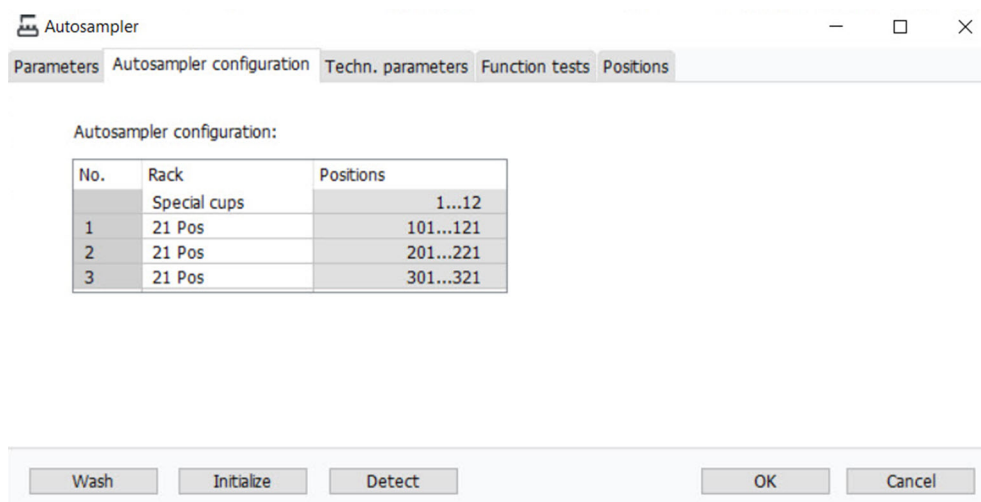 Autosampler
Parameters Autosampler configuration Techn. parameters Function tests Positions
Autosampler configuration:
No. Rack Positions
Special cups 1...12
1 21 Pos 101...121
2 21 Pos 201...221
3 21 Pos 301...321
Wash Initialize Detect OK Cancel